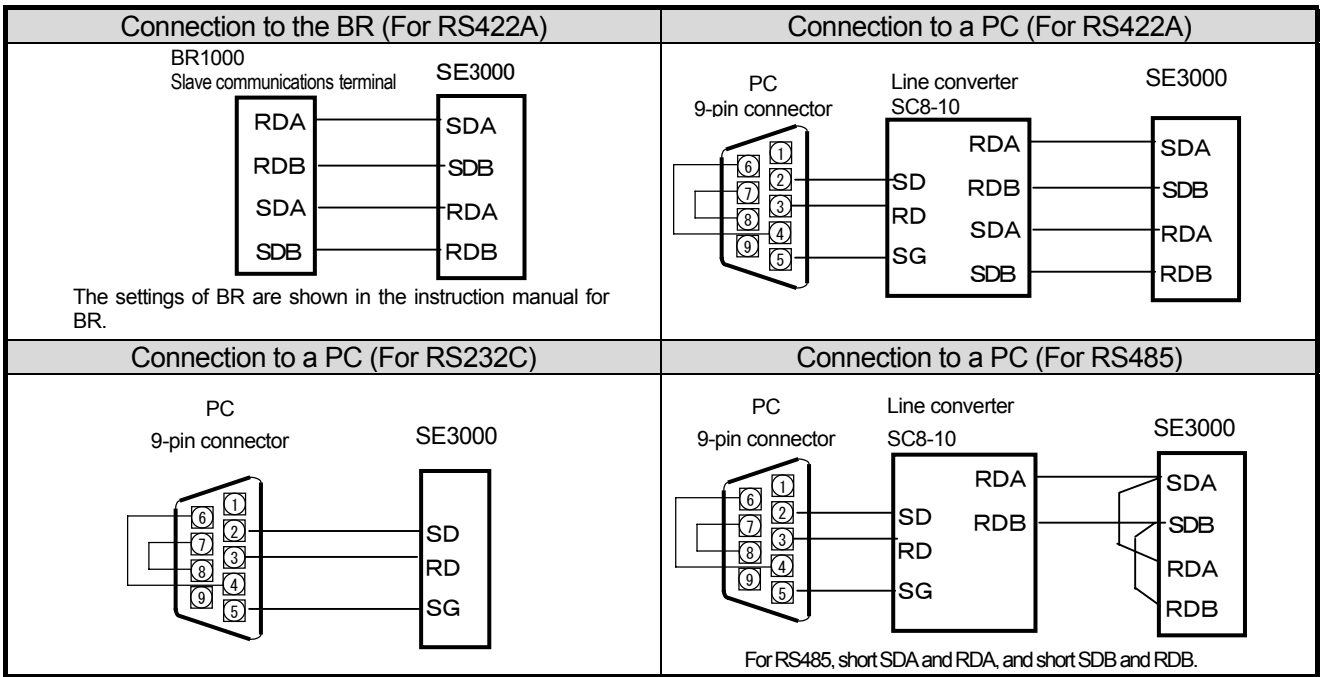 Connection to the BR (For RS422A)
BR1000
Slave communications terminal
SE3000
RDA
SDA
RDB
SDB
SDA
RDA
SDB
RDB
The settings of BR are shown in the instruction manual for
BR.
Connection to a PC (For RS422A)
PC
9-pin connector
Line converter
SC8-10
SE3000
1
6
2
7
3
8
4
9
5
SD
RD
SG
RDA
RDB
SDA
SDB
SDA
SDB
RDA
RDB
Connection to a PC (For RS232C)
PC
9-pin connector
SE3000
1
6
2
7
3
8
4
9
5
SD
RD
SG
Connection to a PC (For RS485)
PC
9-pin connector
Line converter
SC8-10
SE3000
1
6
2
7
3
8
4
9
5
SD
RD
SG
RDA
RDB
SDA
SDB
RDA
RDB
For RS485, short SDA and RDA, and short SDB and RDB.